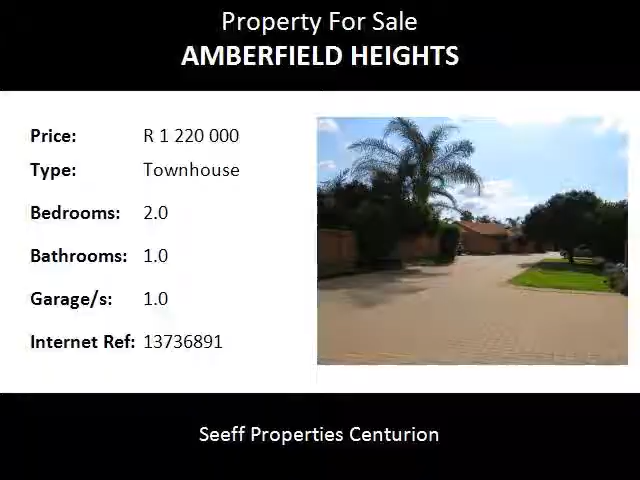 Property For Sale
AMBERFIELD HEIGHTS
Price: R 1 220 000
Type: Townhouse
Bedrooms: 2.0
Bathrooms: 1.0
Garage/s: 1.0
Internet Ref: 13736891
Seeff Properties Centurion